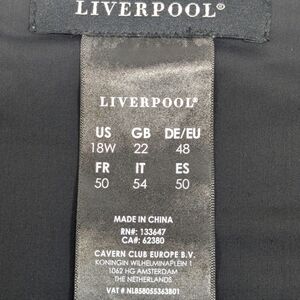 LIVERPOOL®
LIVERPOOL®
US GB DE/EU
18W 22 48
FR IT ES
50 54 50
MADE IN CHINA
RN#: 133647
CA#: 62380
CAVERN CLUB EUROPE B.V.
KONINGIN WILHELMINAPLEIN 1
1062 HG AMSTERDAM
THE NETHERLANDS
VAT # NL858055363B01